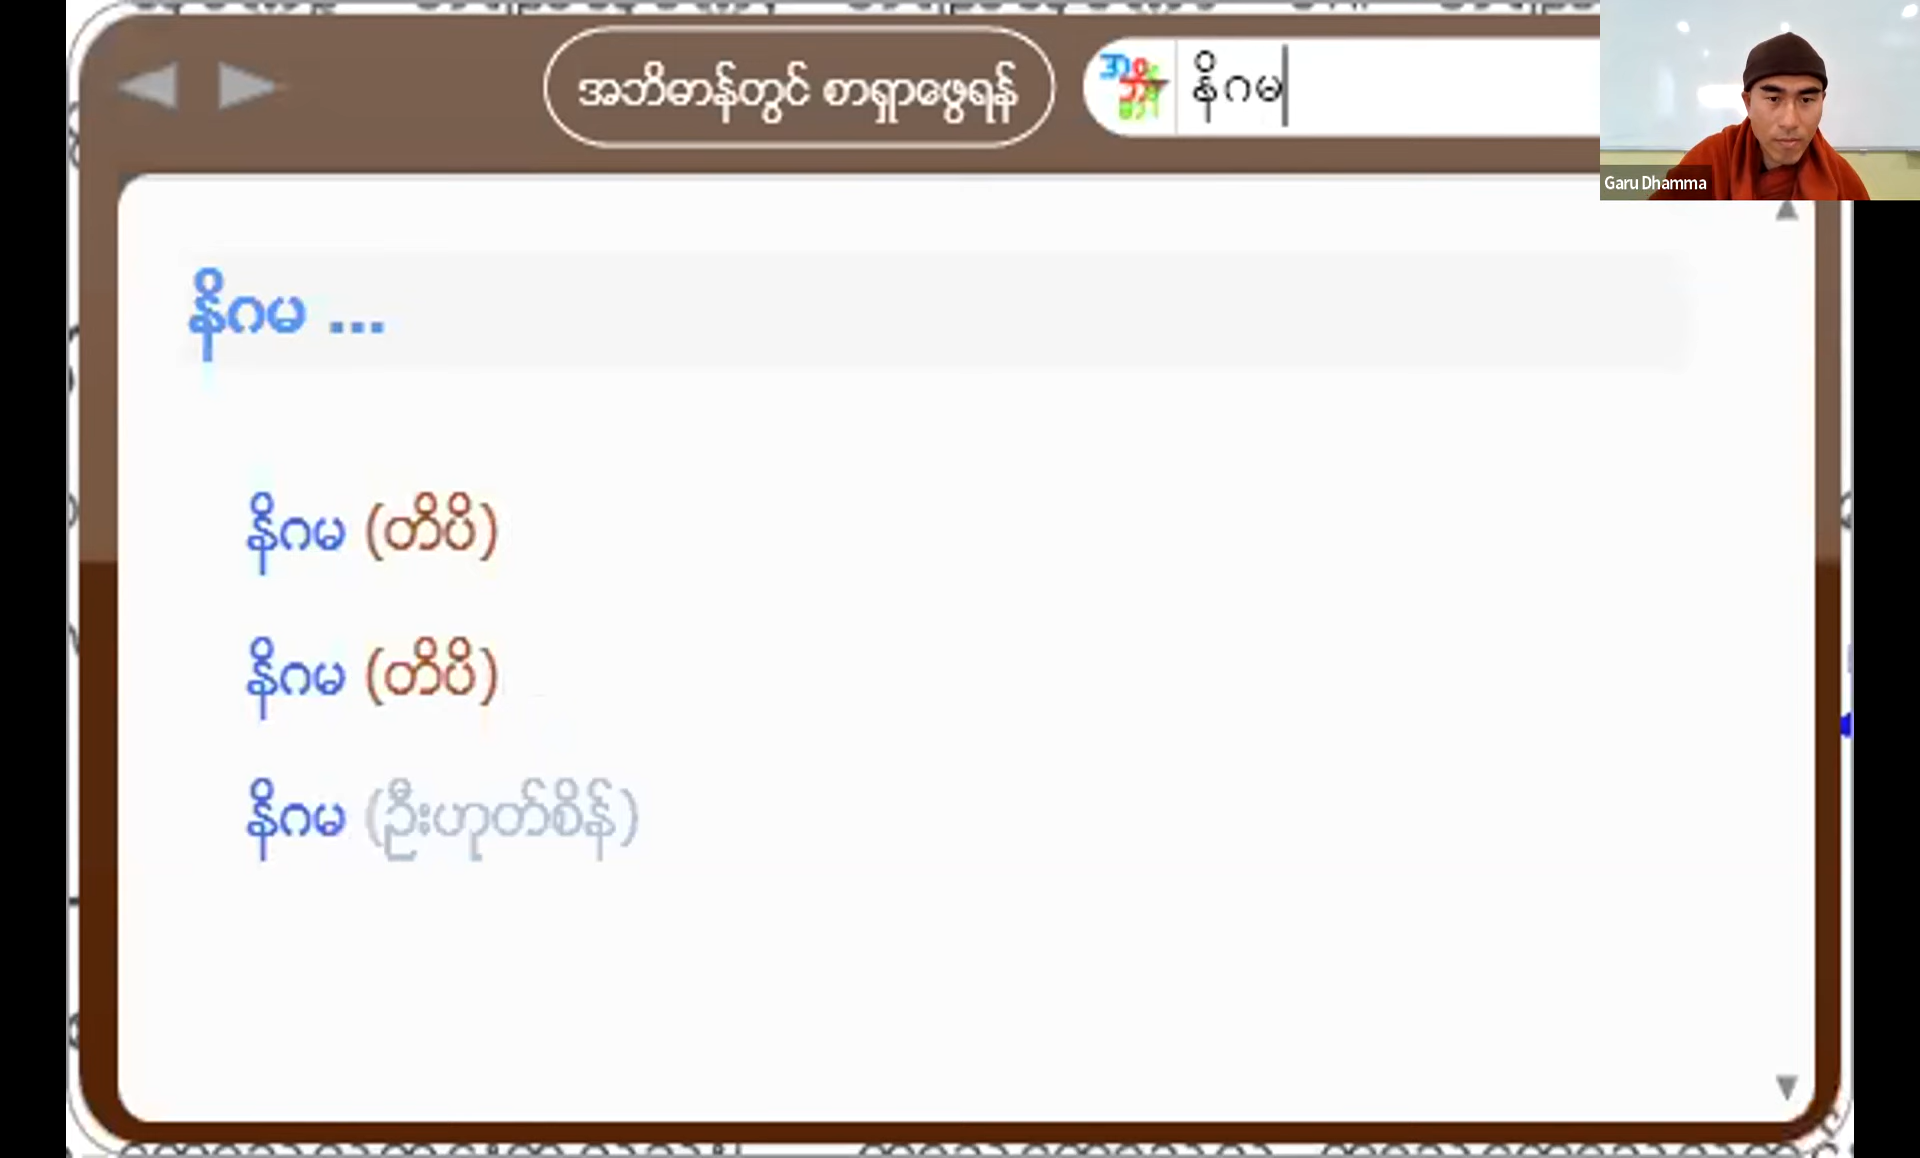 အဘိဓာန်တွင် စာရှာဖွေရန်
နိဂမ
Garu Dhamma
နိဂမ ...
နိဂမ (တိပိ)
နိဂမ (တိပိ)
နိဂမ (ဦးဟုတ်စိန်)